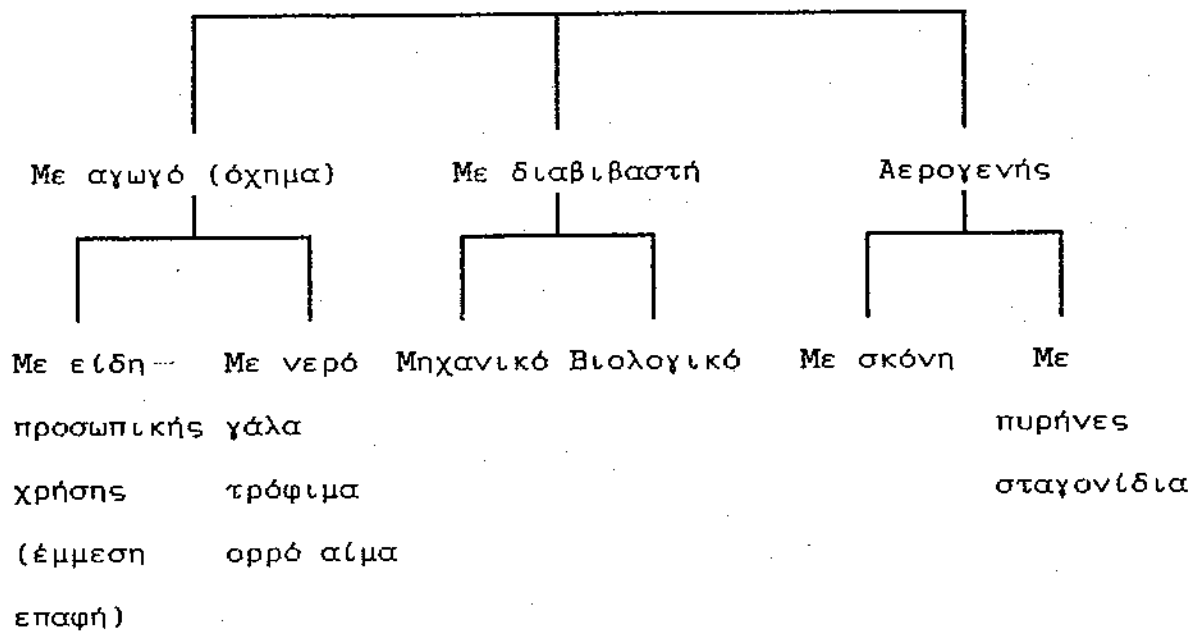 Με αγωγό (όχημα) Με διαβιβαστή Αερογενής
Με είδη Με νερό Μηχανικό Βιολογικό Με σκόνη Με
προσωπικής γάλα πυρήνες
χρήσης τρόφιμα σταγονίδια
(έμμεση ορρό αίμα
επαφή)